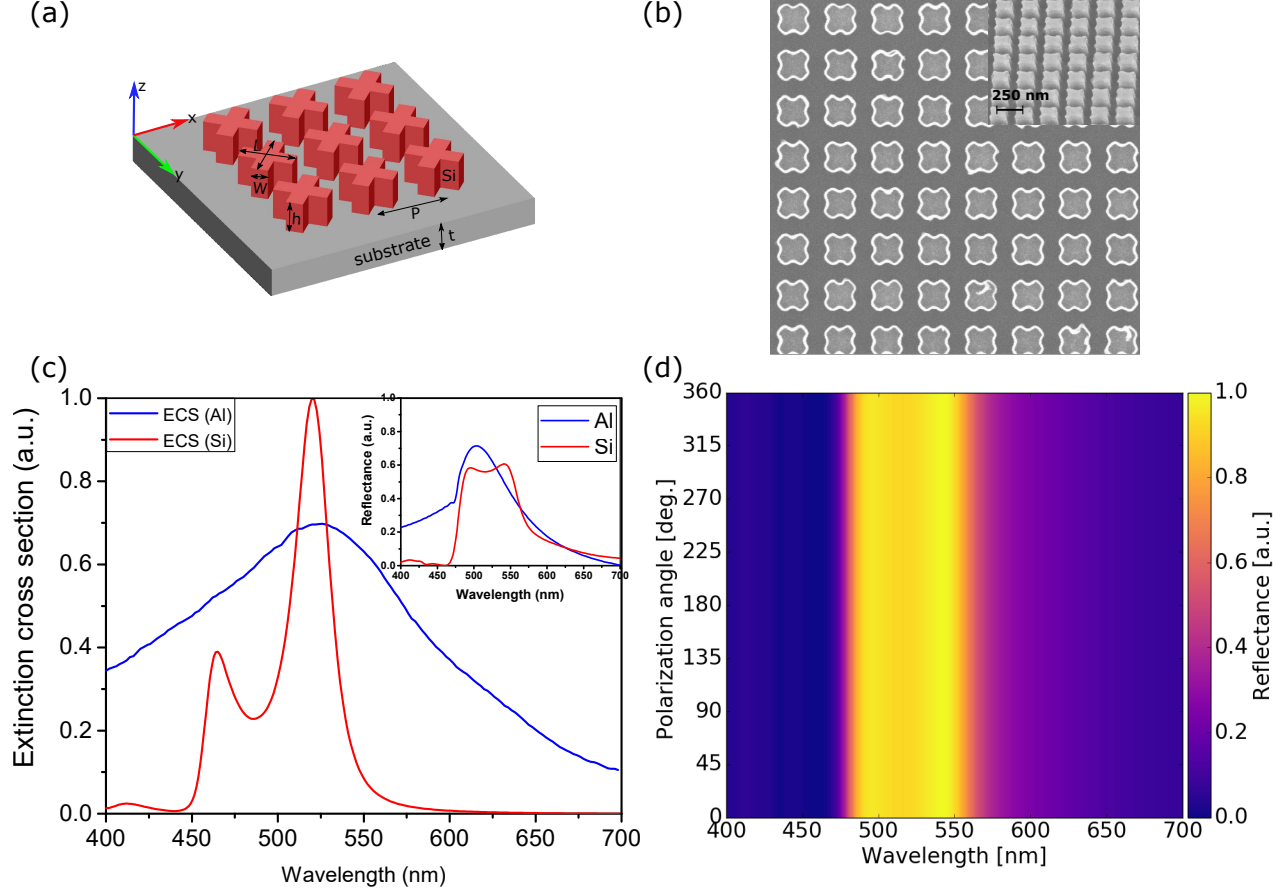 (a)
z
x
y
L
W
h
Si
P
substrate
t
(b)
250 nm
(c)
Extinction cross section (a.u.)
1.0
0.8
0.6
0.4
0.2
0.0
400 450 500 550 600 650 700
Wavelength (nm)
ECS (Al)
ECS (Si)
Reflectance (a.u.)
1.0
0.8
0.6
0.4
0.2
0.0
400 450 500 550 600 650 700
Wavelength (nm)
Al
Si
(d)
Polarization angle [deg.]
360
315
270
225
180
135
90
45
0
400 450 500 550 600 650 700
Wavelength [nm]
1.0
0.8
0.6
0.4
0.2
0.0
Reflectance [a.u.]